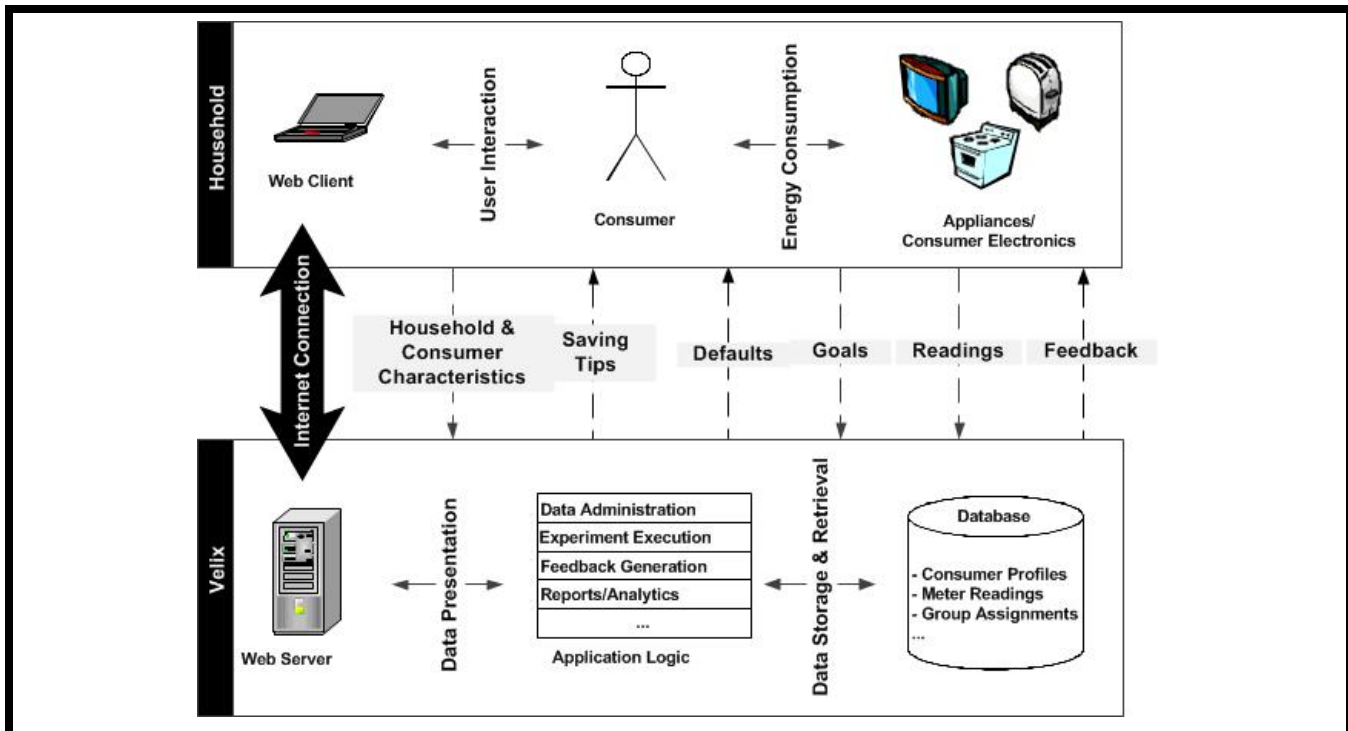 Household
Web Client
User Interaction
Consumer
Energy Consumption
Appliances/
Consumer Electronics
Internet Connection
Household &
Consumer
Characteristics
Saving
Tips
Defaults
Goals
Readings
Feedback
Velix
Web Server
Data Presentation
Data Administration
Experiment Execution
Feedback Generation
Reports/Analytics
...
Application Logic
Data Storage & Retrieval
Database
- Consumer Profiles
- Meter Readings
- Group Assignments
...